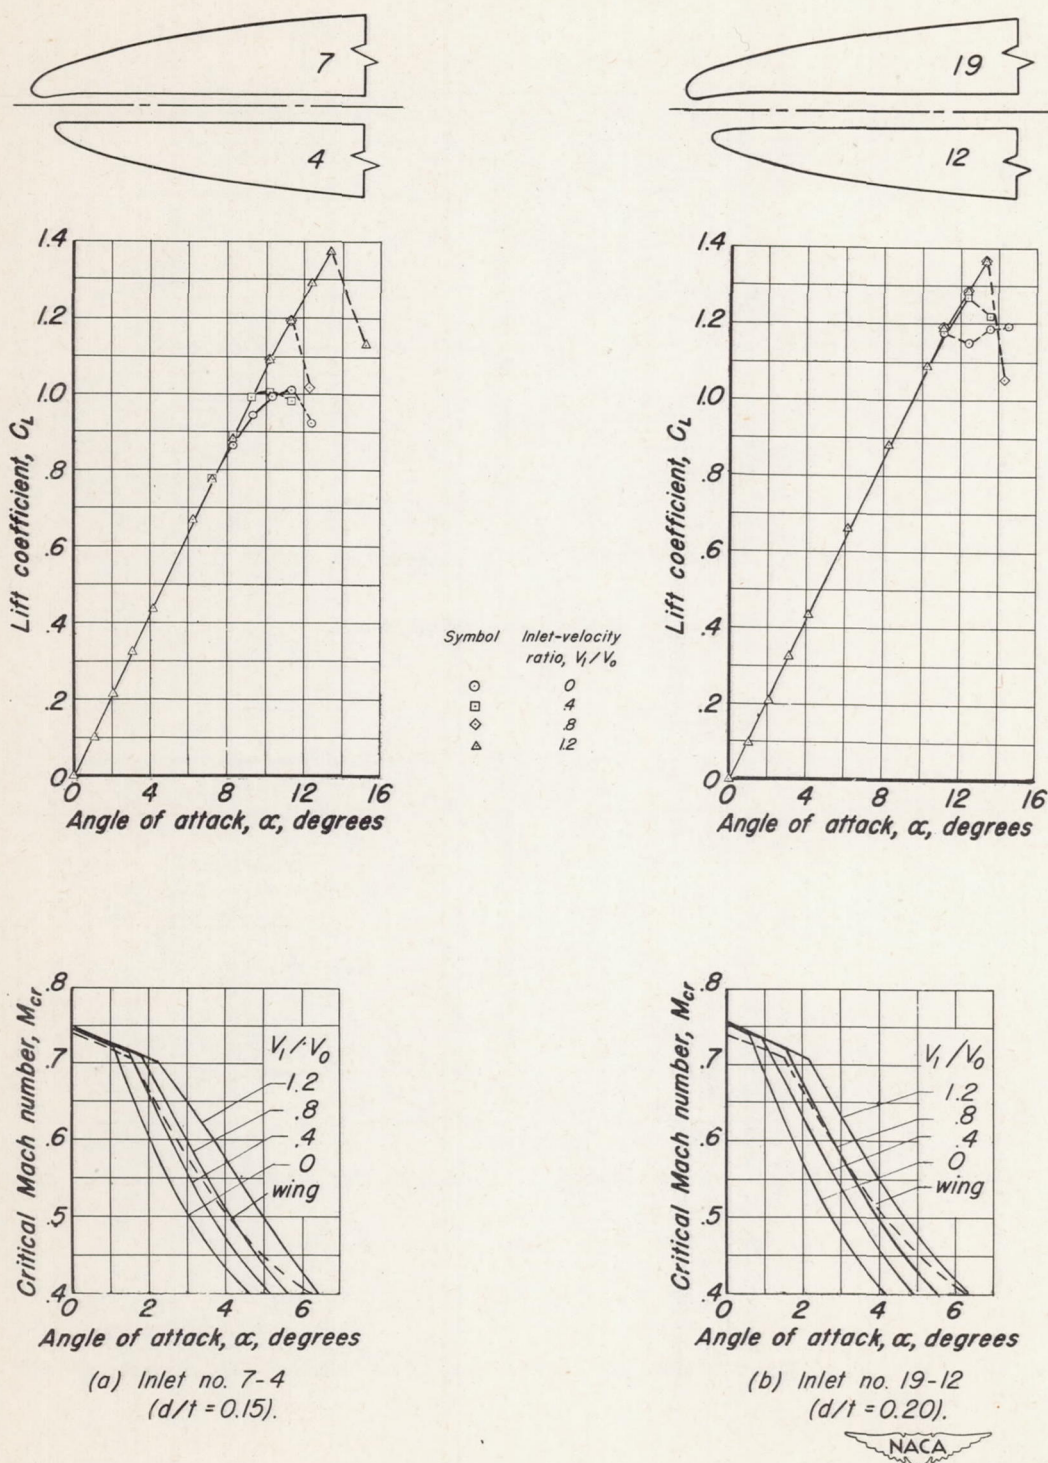 7
4
19
12
1.4
1.2
1.0
.8
.6
.4
.2
0
Lift coefficient, C_L
0 4 8 12 16
Angle of attack, α, degrees
Symbol Inlet-velocity
ratio, V₁/V₀
0
.4
.8
1.2
1.4
1.2
1.0
.8
.6
.4
.2
0
Lift coefficient, C_L
0 4 8 12 16
Angle of attack, α, degrees
.8
.7
.6
.5
.4
Critical Mach number, M_cr
V₁/V₀
1.2
.8
.4
0
wing
0 2 4 6
Angle of attack, α, degrees
(a) Inlet no. 7-4
(d/t = 0.15).
.8
.7
.6
.5
.4
Critical Mach number, M_cr
V₁/V₀
1.2
.8
.4
0
wing
0 2 4 6
Angle of attack, α, degrees
(b) Inlet no. 19-12
(d/t = 0.20).
NACA